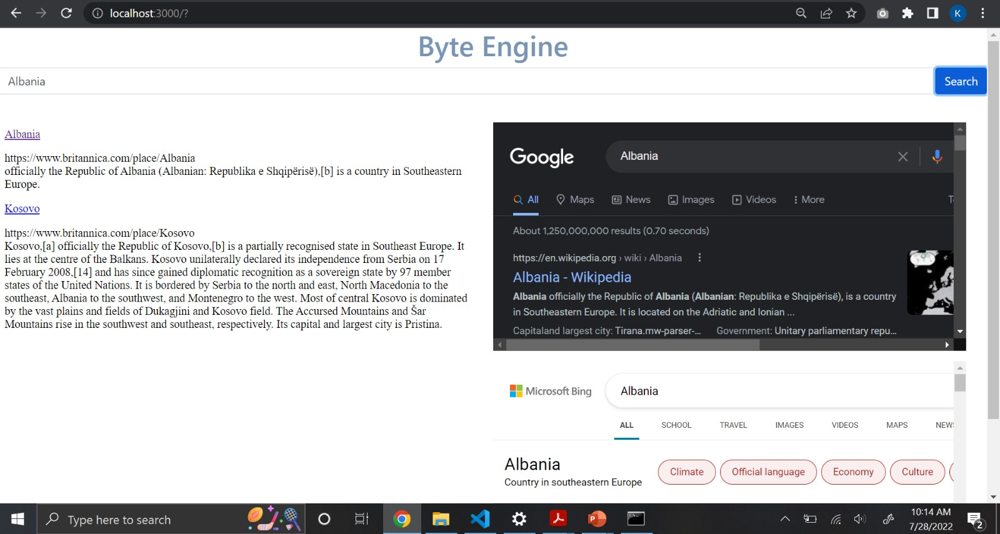 localhost:3000/?
K
Byte Engine
Albania
Search
Albania
https://www.britannica.com/place/Albania
officially the Republic of Albania (Albanian: Republika e Shqipërisë),[b] is a country in Southeastern
Europe.
Kosovo
https://www.britannica.com/place/Kosovo
Kosovo,[a] officially the Republic of Kosovo,[b] is a partially recognised state in Southeast Europe. It
lies at the centre of the Balkans. Kosovo unilaterally declared its independence from Serbia on 17
February 2008,[14] and has since gained diplomatic recognition as a sovereign state by 97 member
states of the United Nations. It is bordered by Serbia to the north and east, North Macedonia to the
southeast, Albania to the southwest, and Montenegro to the west. Most of central Kosovo is dominated
by the vast plains and fields of Dukagjini and Kosovo field. The Accursed Mountains and Šar
Mountains rise in the southwest and southeast, respectively. Its capital and largest city is Pristina.
Google
Albania
All Maps News Images Videos More
About 1,250,000,000 results (0.70 seconds)
https://en.wikipedia.org › wiki › Albania
Albania - Wikipedia
Albania officially the Republic of Albania (Albanian: Republika e Shqipërisë), is a country
in Southeastern Europe. It is located on the Adriatic and Ionian ...
Capitaland largest city: Tirana.mw-parser-... Government: Unitary parliamentary repu...
Microsoft Bing
Albania
ALL SCHOOL TRAVEL IMAGES VIDEOS MAPS NEWS
Albania
Country in southeastern Europe
Climate Official language Economy Culture
Type here to search
10:14 AM
7/28/2022
2